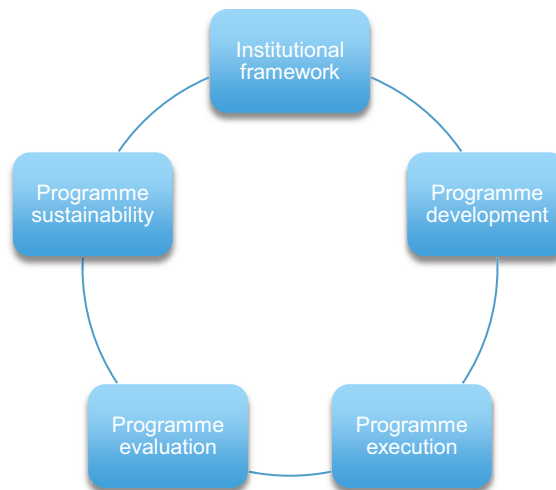 Institutional
framework
Programme
development
Programme
execution
Programme
evaluation
Programme
sustainability